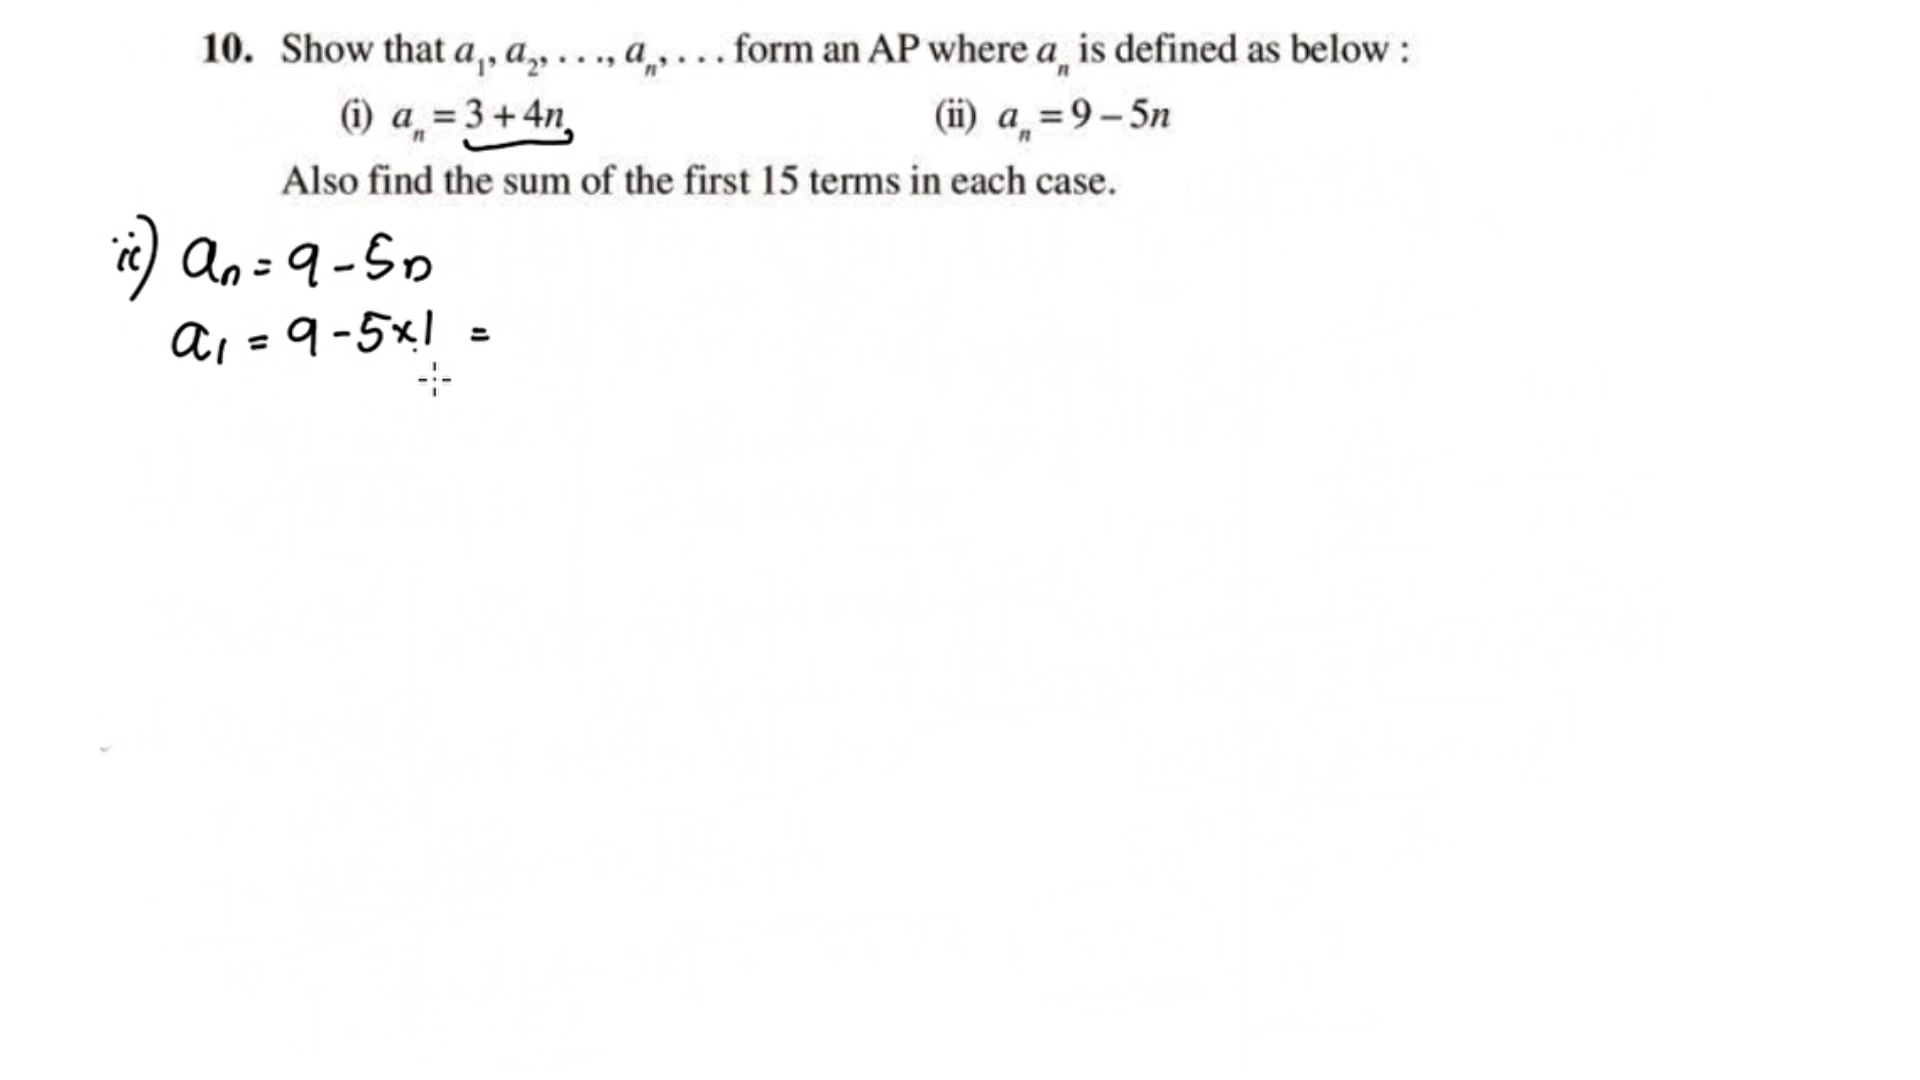 10. Show that a₁, a₂, . . ., aₙ, . . . form an AP where aₙ is defined as below :
(i) aₙ = 3 + 4n (ii) aₙ = 9 – 5n
Also find the sum of the first 15 terms in each case.
ii) aₙ = 9 - 5n
a₁ = 9 - 5×1 =